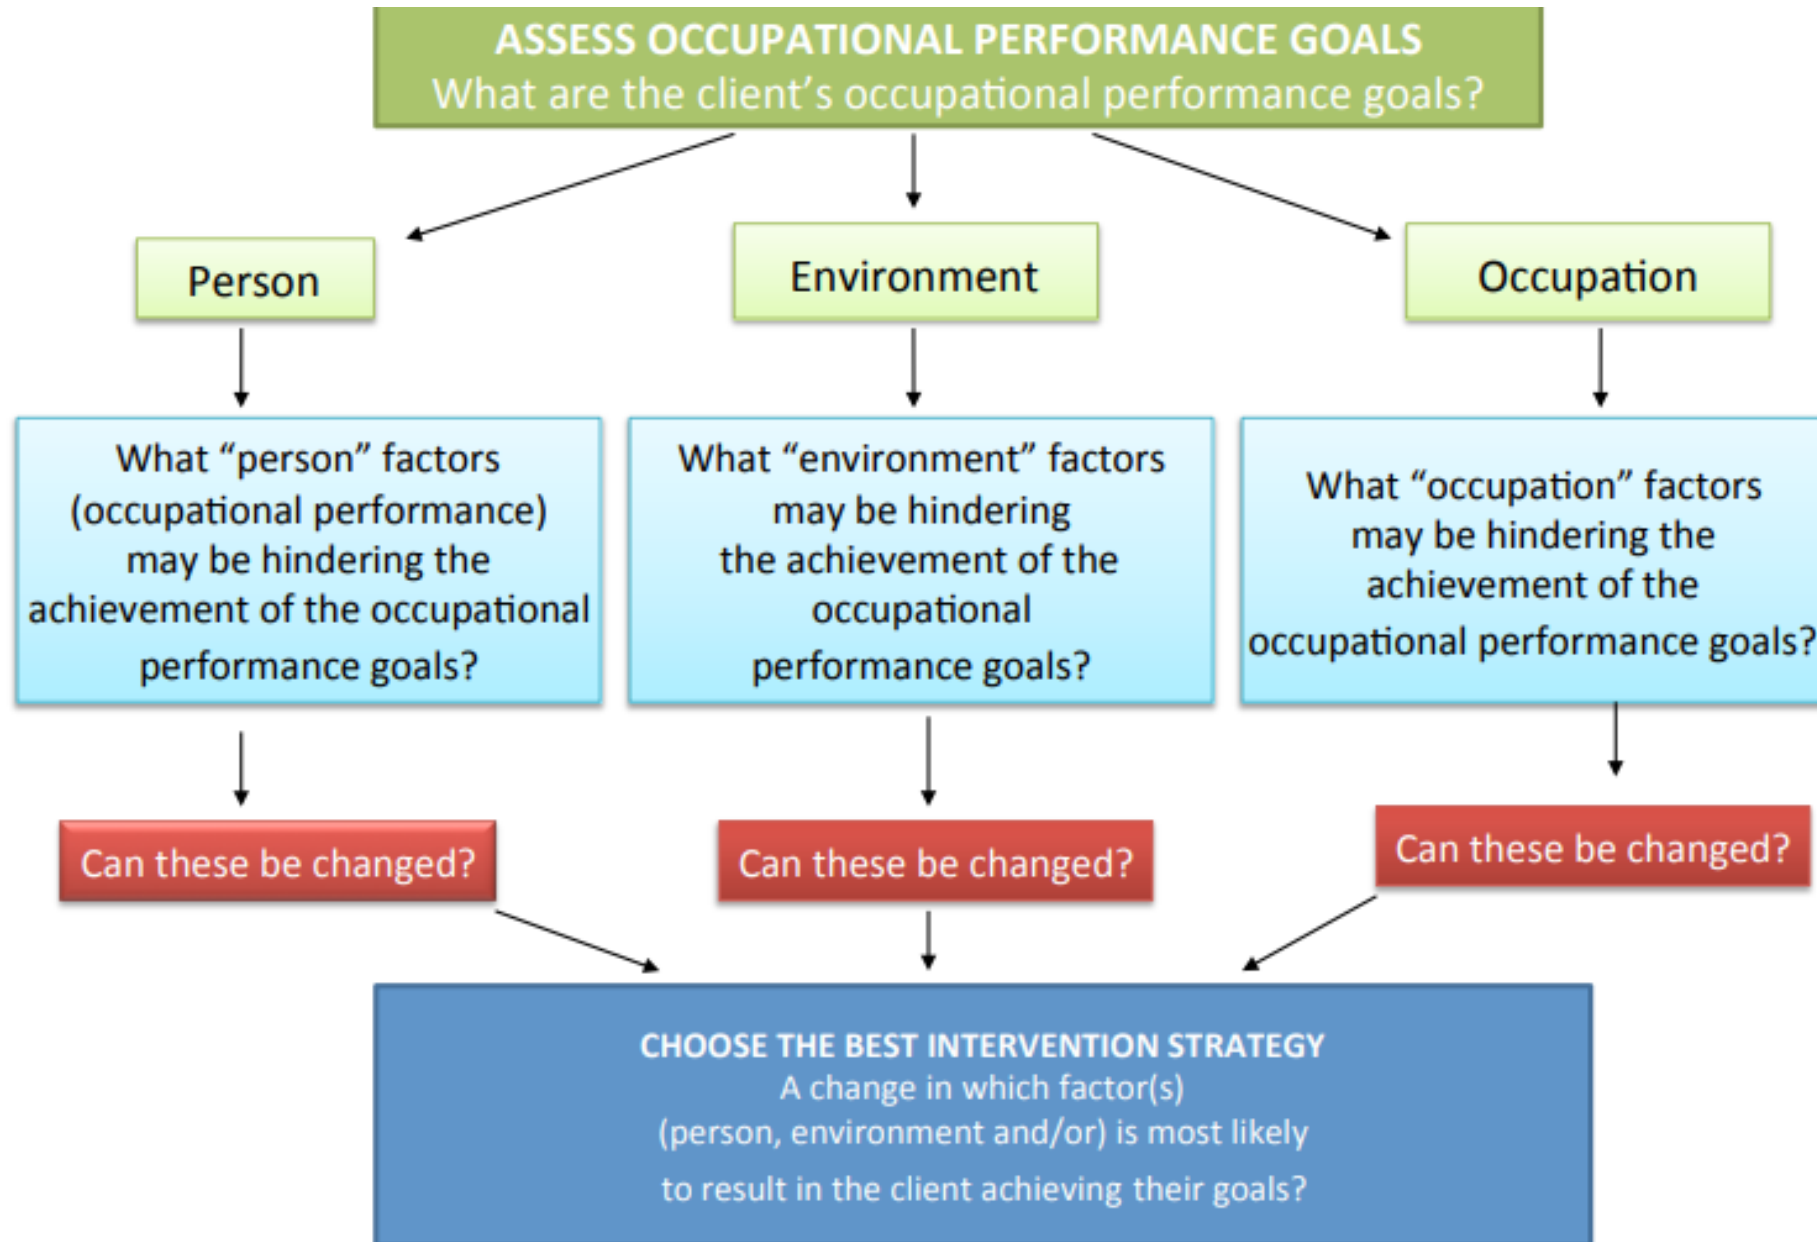 ASSESS OCCUPATIONAL PERFORMANCE GOALS
What are the client’s occupational performance goals?
Person
Environment
Occupation
What “person” factors
(occupational performance)
may be hindering the
achievement of the occupational
performance goals?
What “environment” factors
may be hindering
the achievement of the
occupational
performance goals?
What “occupation” factors
may be hindering the
achievement of the
occupational performance goals?
Can these be changed?
Can these be changed?
Can these be changed?
CHOOSE THE BEST INTERVENTION STRATEGY
A change in which factor(s)
(person, environment and/or) is most likely
to result in the client achieving their goals?